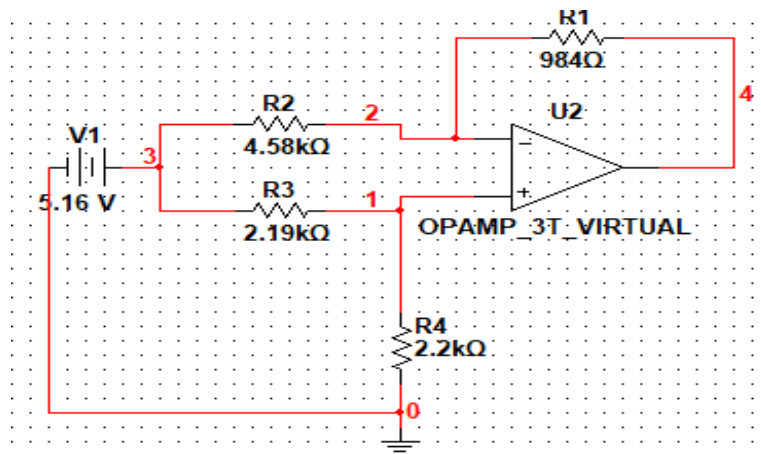 R1
984Ω
4
R2
2
U2
V1
3
4.58kΩ
5.16 V
R3
1
2.19kΩ
OPAMP_3T_VIRTUAL
R4
2.2kΩ
0